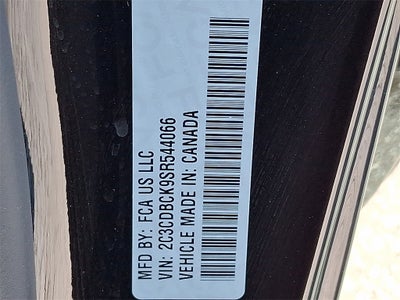 MFD BY: FCA US LLC
VIN: 2C3CDBCK9SR544066
VEHICLE MADE IN: CANADA